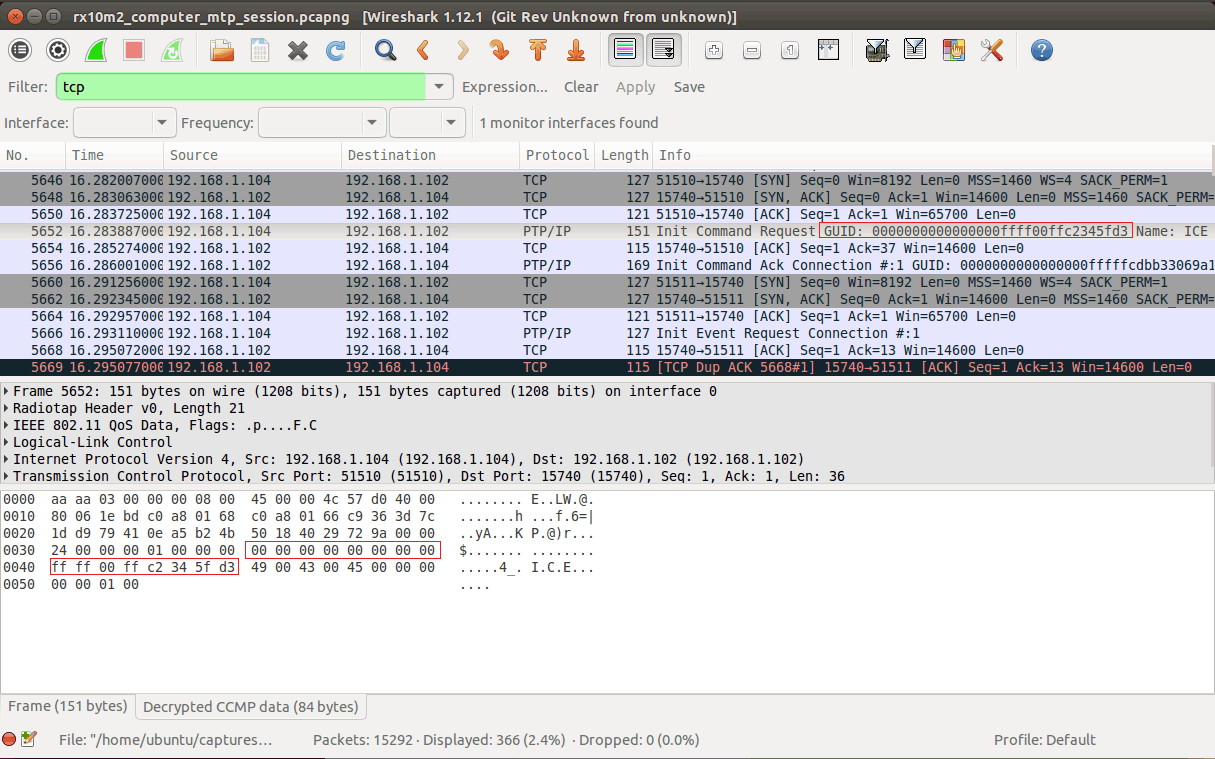 rx10m2_computer_mtp_session.pcapng [Wireshark 1.12.1 (Git Rev Unknown from unknown)]
Filter: tcp Expression... Clear Apply Save
Interface: Frequency: 1 monitor interfaces found
No. Time Source Destination Protocol Length Info
5646 16.282007000 192.168.1.104 192.168.1.102 TCP 127 51510→15740 [SYN] Seq=0 Win=8192 Len=0 MSS=1460 WS=4 SACK_PERM=1
5648 16.283063000 192.168.1.102 192.168.1.104 TCP 127 15740→51510 [SYN, ACK] Seq=0 Ack=1 Win=14600 Len=0 MSS=1460 SACK_PERM=
5650 16.283725000 192.168.1.104 192.168.1.102 TCP 121 51510→15740 [ACK] Seq=1 Ack=1 Win=65700 Len=0
5652 16.283887000 192.168.1.104 192.168.1.102 PTP/IP 151 Init Command Request GUID: 0000000000000000ffff00ffc2345fd3 Name: ICE
5654 16.285274000 192.168.1.102 192.168.1.104 TCP 115 15740→51510 [ACK] Seq=1 Ack=37 Win=14600 Len=0
5656 16.286001000 192.168.1.102 192.168.1.104 PTP/IP 169 Init Command Ack Connection #:1 GUID: 0000000000000000fffffcdbb33069a1
5660 16.291256000 192.168.1.104 192.168.1.102 TCP 127 51511→15740 [SYN] Seq=0 Win=8192 Len=0 MSS=1460 WS=4 SACK_PERM=1
5662 16.292345000 192.168.1.102 192.168.1.104 TCP 127 15740→51511 [SYN, ACK] Seq=0 Ack=1 Win=14600 Len=0 MSS=1460 SACK_PERM=
5664 16.292957000 192.168.1.104 192.168.1.102 TCP 121 51511→15740 [ACK] Seq=1 Ack=1 Win=65700 Len=0
5666 16.293110000 192.168.1.104 192.168.1.102 PTP/IP 127 Init Event Request Connection #:1
5668 16.295072000 192.168.1.102 192.168.1.104 TCP 115 15740→51511 [ACK] Seq=1 Ack=13 Win=14600 Len=0
5669 16.295077000 192.168.1.102 192.168.1.104 TCP 115 [TCP Dup ACK 5668#1] 15740→51511 [ACK] Seq=1 Ack=13 Win=14600 Len=0
Frame 5652: 151 bytes on wire (1208 bits), 151 bytes captured (1208 bits) on interface 0
Radiotap Header v0, Length 21
IEEE 802.11 QoS Data, Flags: .p....F.C
Logical-Link Control
Internet Protocol Version 4, Src: 192.168.1.104 (192.168.1.104), Dst: 192.168.1.102 (192.168.1.102)
Transmission Control Protocol, Src Port: 51510 (51510), Dst Port: 15740 (15740), Seq: 1, Ack: 1, Len: 36
0000 aa aa 03 00 00 00 08 00 45 00 00 4c 57 d0 40 00 ........ E..LW.@.
0010 80 06 1e bd c0 a8 01 68 c0 a8 01 66 c9 36 3d 7c .......h ...f.6=|
0020 1d d9 79 41 0e a5 b2 4b 50 18 40 29 72 9a 00 00 ..yA...K P.@)r...
0030 24 00 00 00 01 00 00 00 00 00 00 00 00 00 00 00 $....... ........
0040 ff ff 00 ff c2 34 5f d3 49 00 43 00 45 00 00 00 .....4_. I.C.E...
0050 00 00 01 00 ....
Frame (151 bytes) Decrypted CCMP data (84 bytes)
File: "/home/ubuntu/captures... Packets: 15292 · Displayed: 366 (2.4%) · Dropped: 0 (0.0%) Profile: Default